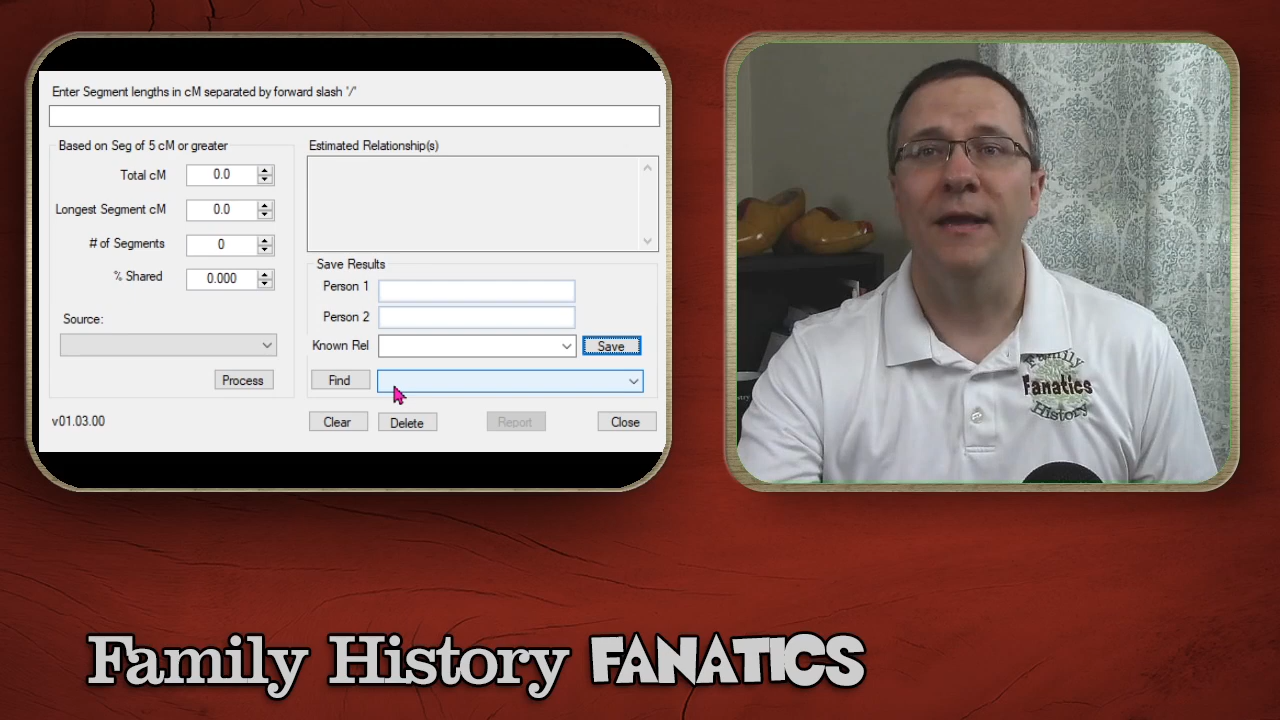 Enter Segment lengths in cM separated by forward slash '/'
Based on Seg of 5 cM or greater
Total cM 0.0
Longest Segment cM 0.0
# of Segments 0
% Shared 0.000
Source:
Process
v01.03.00
Estimated Relationship(s)
Save Results
Person 1
Person 2
Known Rel Save
Find
Clear Delete Report Close
Family
Fanatics
History
Family History FANATICS